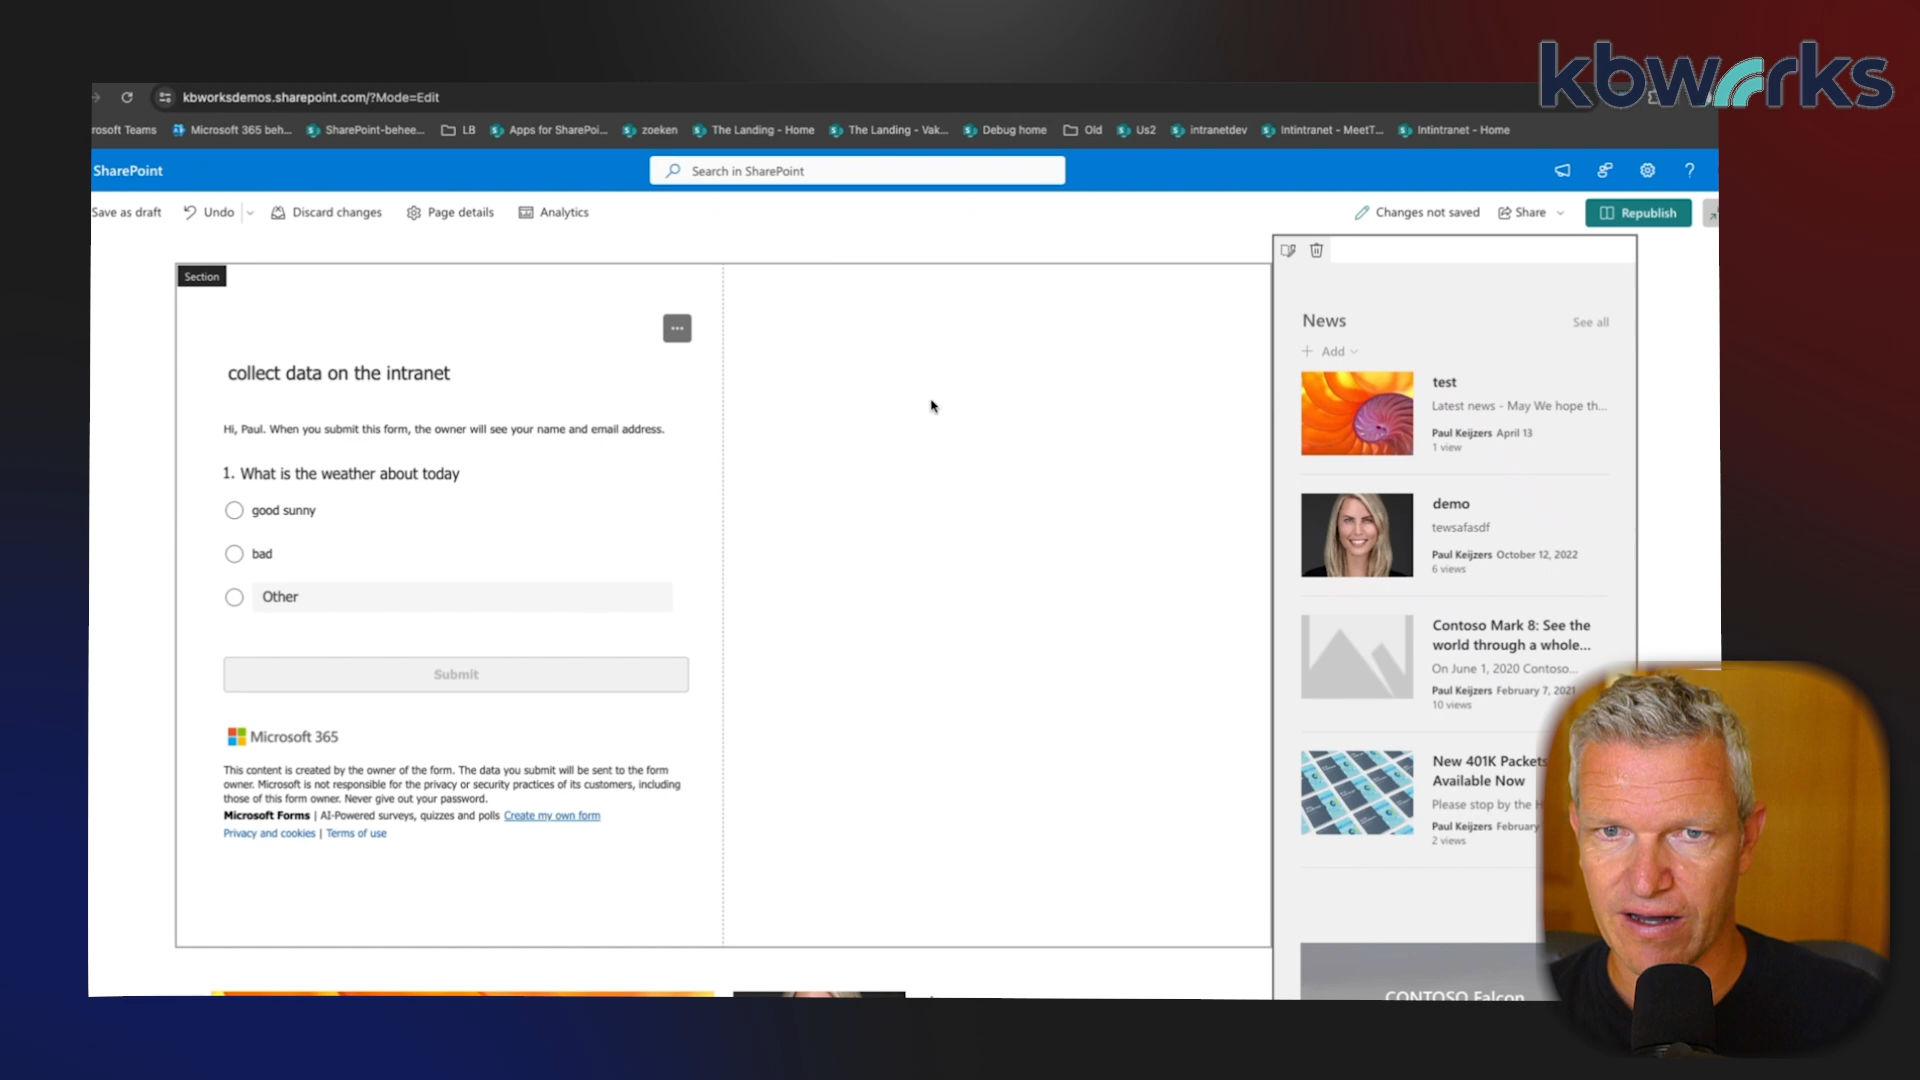 kbworks
kbworksdemos.sharepoint.com/?Mode=Edit
rosoft Teams
Microsoft 365 beh...
SharePoint-behee...
LB
Apps for SharePoi...
zoeken
The Landing - Home
The Landing - Vak...
Debug home
Old
Us2
intranetdev
Intintranet - MeetT...
Intintranet - Home
SharePoint
Search in SharePoint
?
Save as draft
Undo
Discard changes
Page details
Analytics
Changes not saved
Share
Republish
Section
collect data on the intranet
Hi, Paul. When you submit this form, the owner will see your name and email address.
1. What is the weather about today
good sunny
bad
Other
Submit
Microsoft 365
This content is created by the owner of the form. The data you submit will be sent to the form
owner. Microsoft is not responsible for the privacy or security practices of its customers, including
those of this form owner. Never give out your password.
Microsoft Forms | AI-Powered surveys, quizzes and polls Create my own form
Privacy and cookies | Terms of use
News
See all
+ Add
test
Latest news - May We hope th...
Paul Keijzers April 13
1 view
demo
tewsafasdf
Paul Keijzers October 12, 2022
6 views
Contoso Mark 8: See the
world through a whole...
On June 1, 2020 Contoso...
Paul Keijzers February 7, 2021
10 views
New 401K Packets
Available Now
Please stop by the H
Paul Keijzers February
2 views
CONTOSO Falcon